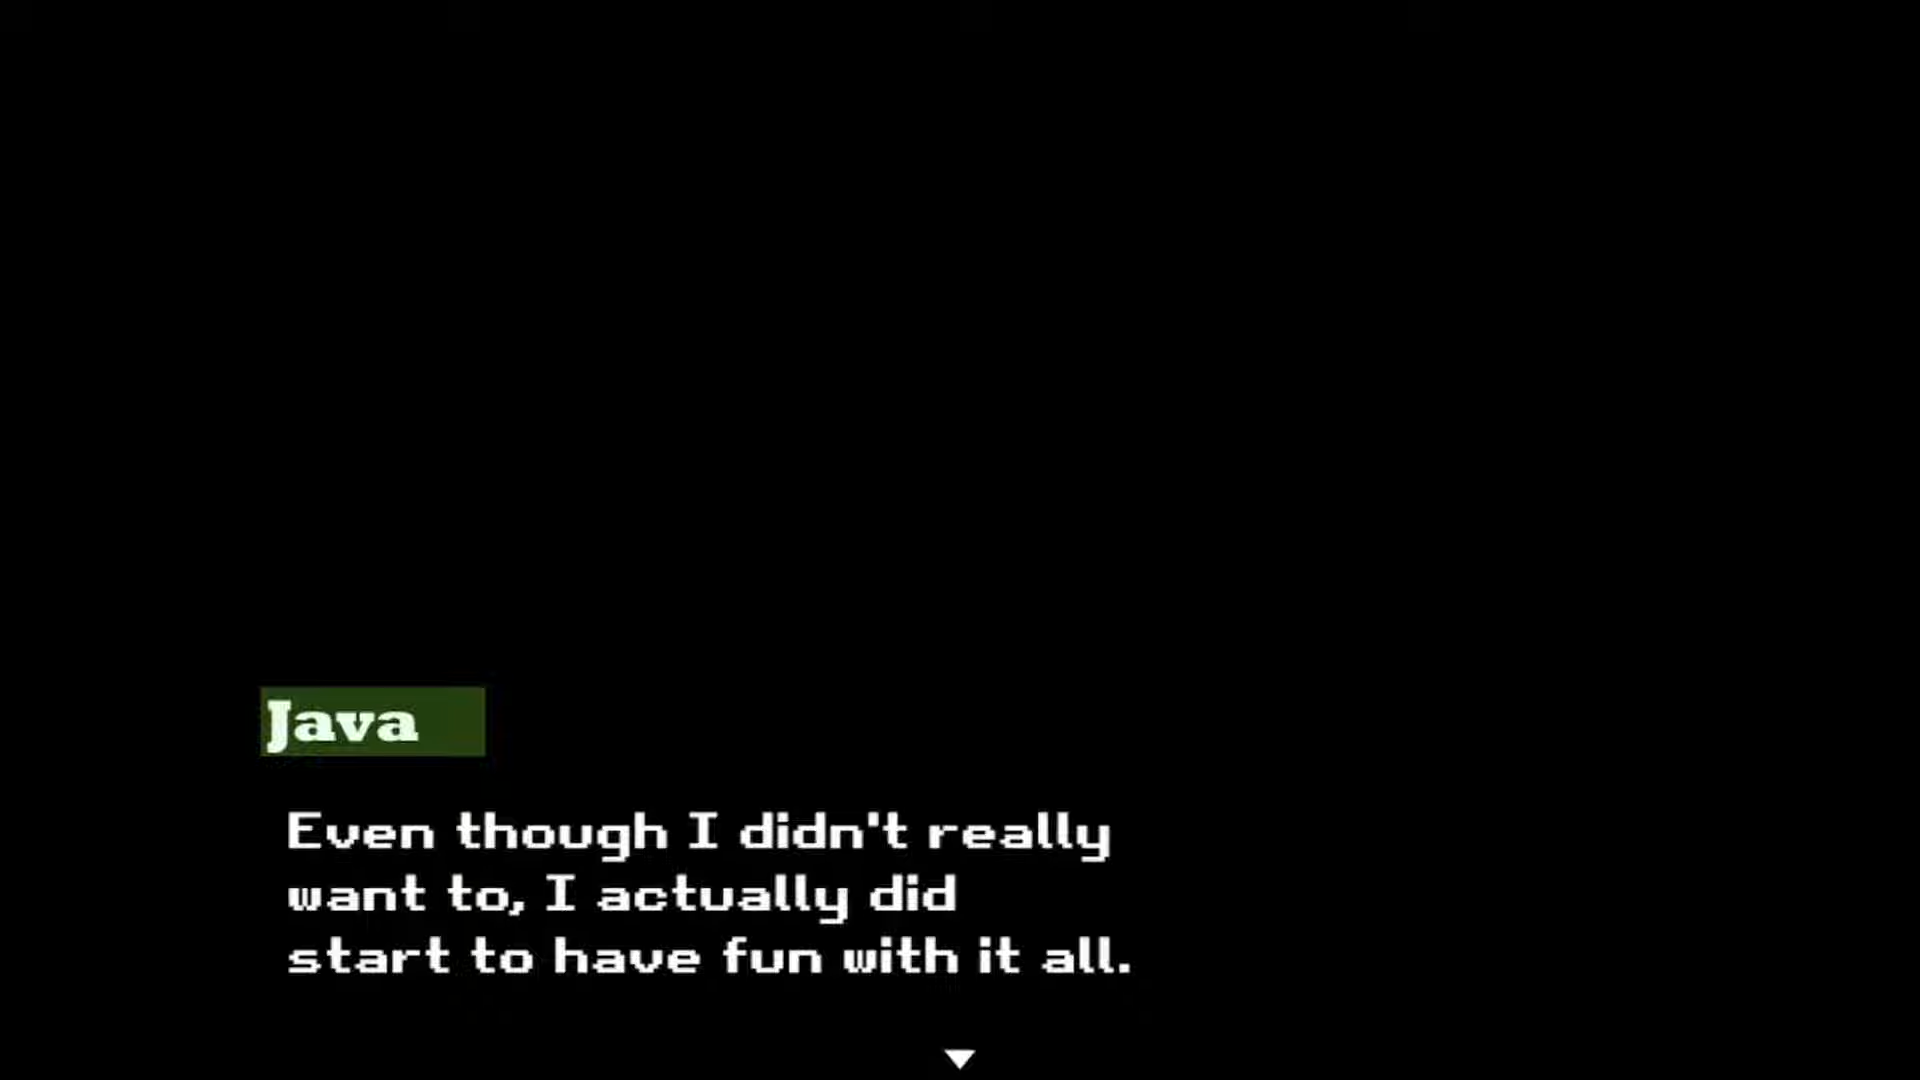 Java
Even though I didn't really
want to, I actually did
start to have fun with it all.